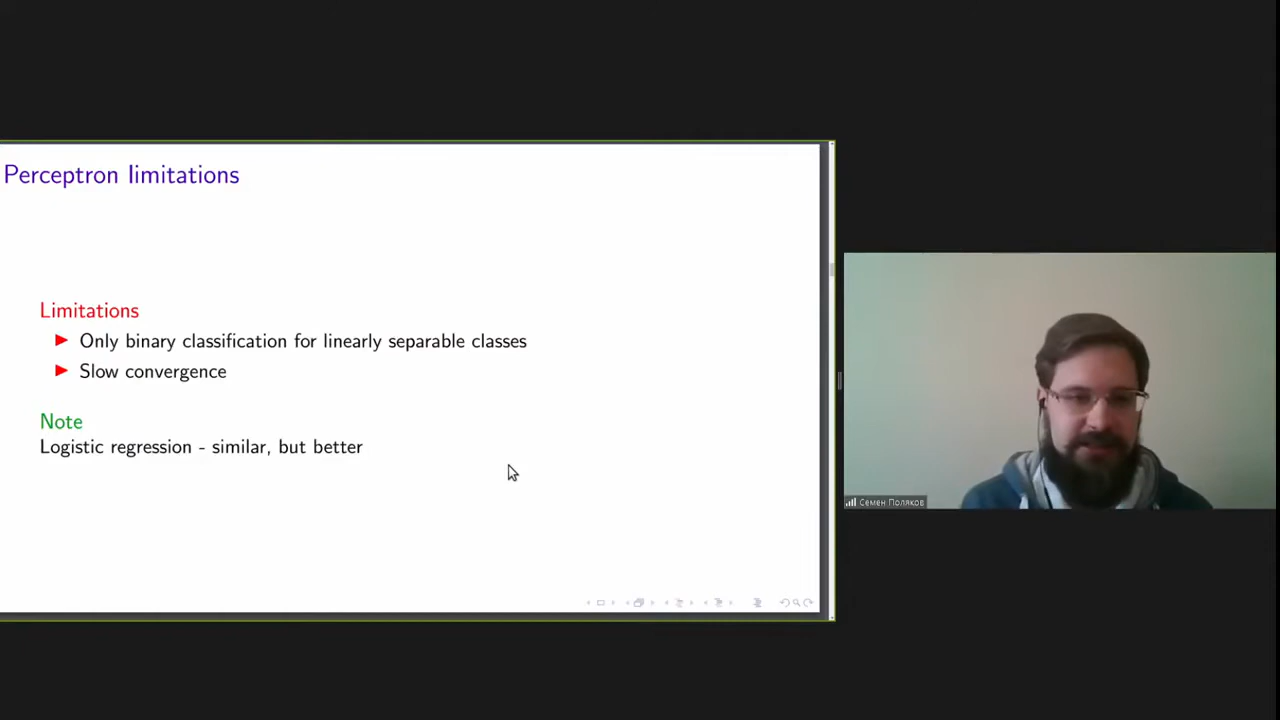 Perceptron limitations
Limitations
Only binary classification for linearly separable classes
Slow convergence
Note
Logistic regression - similar, but better
Семен Поляков